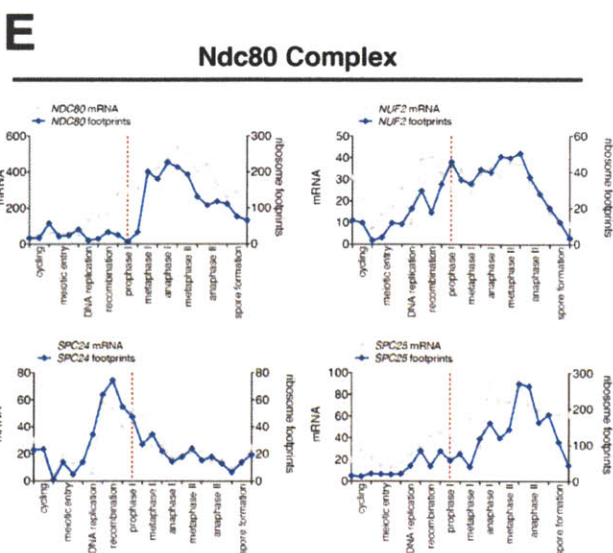 E
Ndc80 Complex
NDC80 mRNA
NDC80 footprints
600
400
200
0
mRNA
300
200
100
0
ribosome footprints
cycling
meiotic entry
DNA replication
recombination
prophase I
metaphase I
anaphase I
metaphase II
anaphase II
spore formation
NUF2 mRNA
NUF2 footprints
50
40
30
20
10
0
mRNA
60
40
20
0
ribosome footprints
cycling
meiotic entry
DNA replication
recombination
prophase I
metaphase I
anaphase I
metaphase II
anaphase II
spore formation
SPC24 mRNA
SPC24 footprints
80
60
40
20
0
mRNA
80
60
40
20
0
ribosome footprints
cycling
meiotic entry
DNA replication
recombination
prophase I
metaphase I
anaphase I
metaphase II
anaphase II
spore formation
SPC25 mRNA
SPC25 footprints
100
80
60
40
20
0
mRNA
300
200
100
0
ribosome footprints
cycling
meiotic entry
DNA replication
recombination
prophase I
metaphase I
anaphase I
metaphase II
anaphase II
spore formation